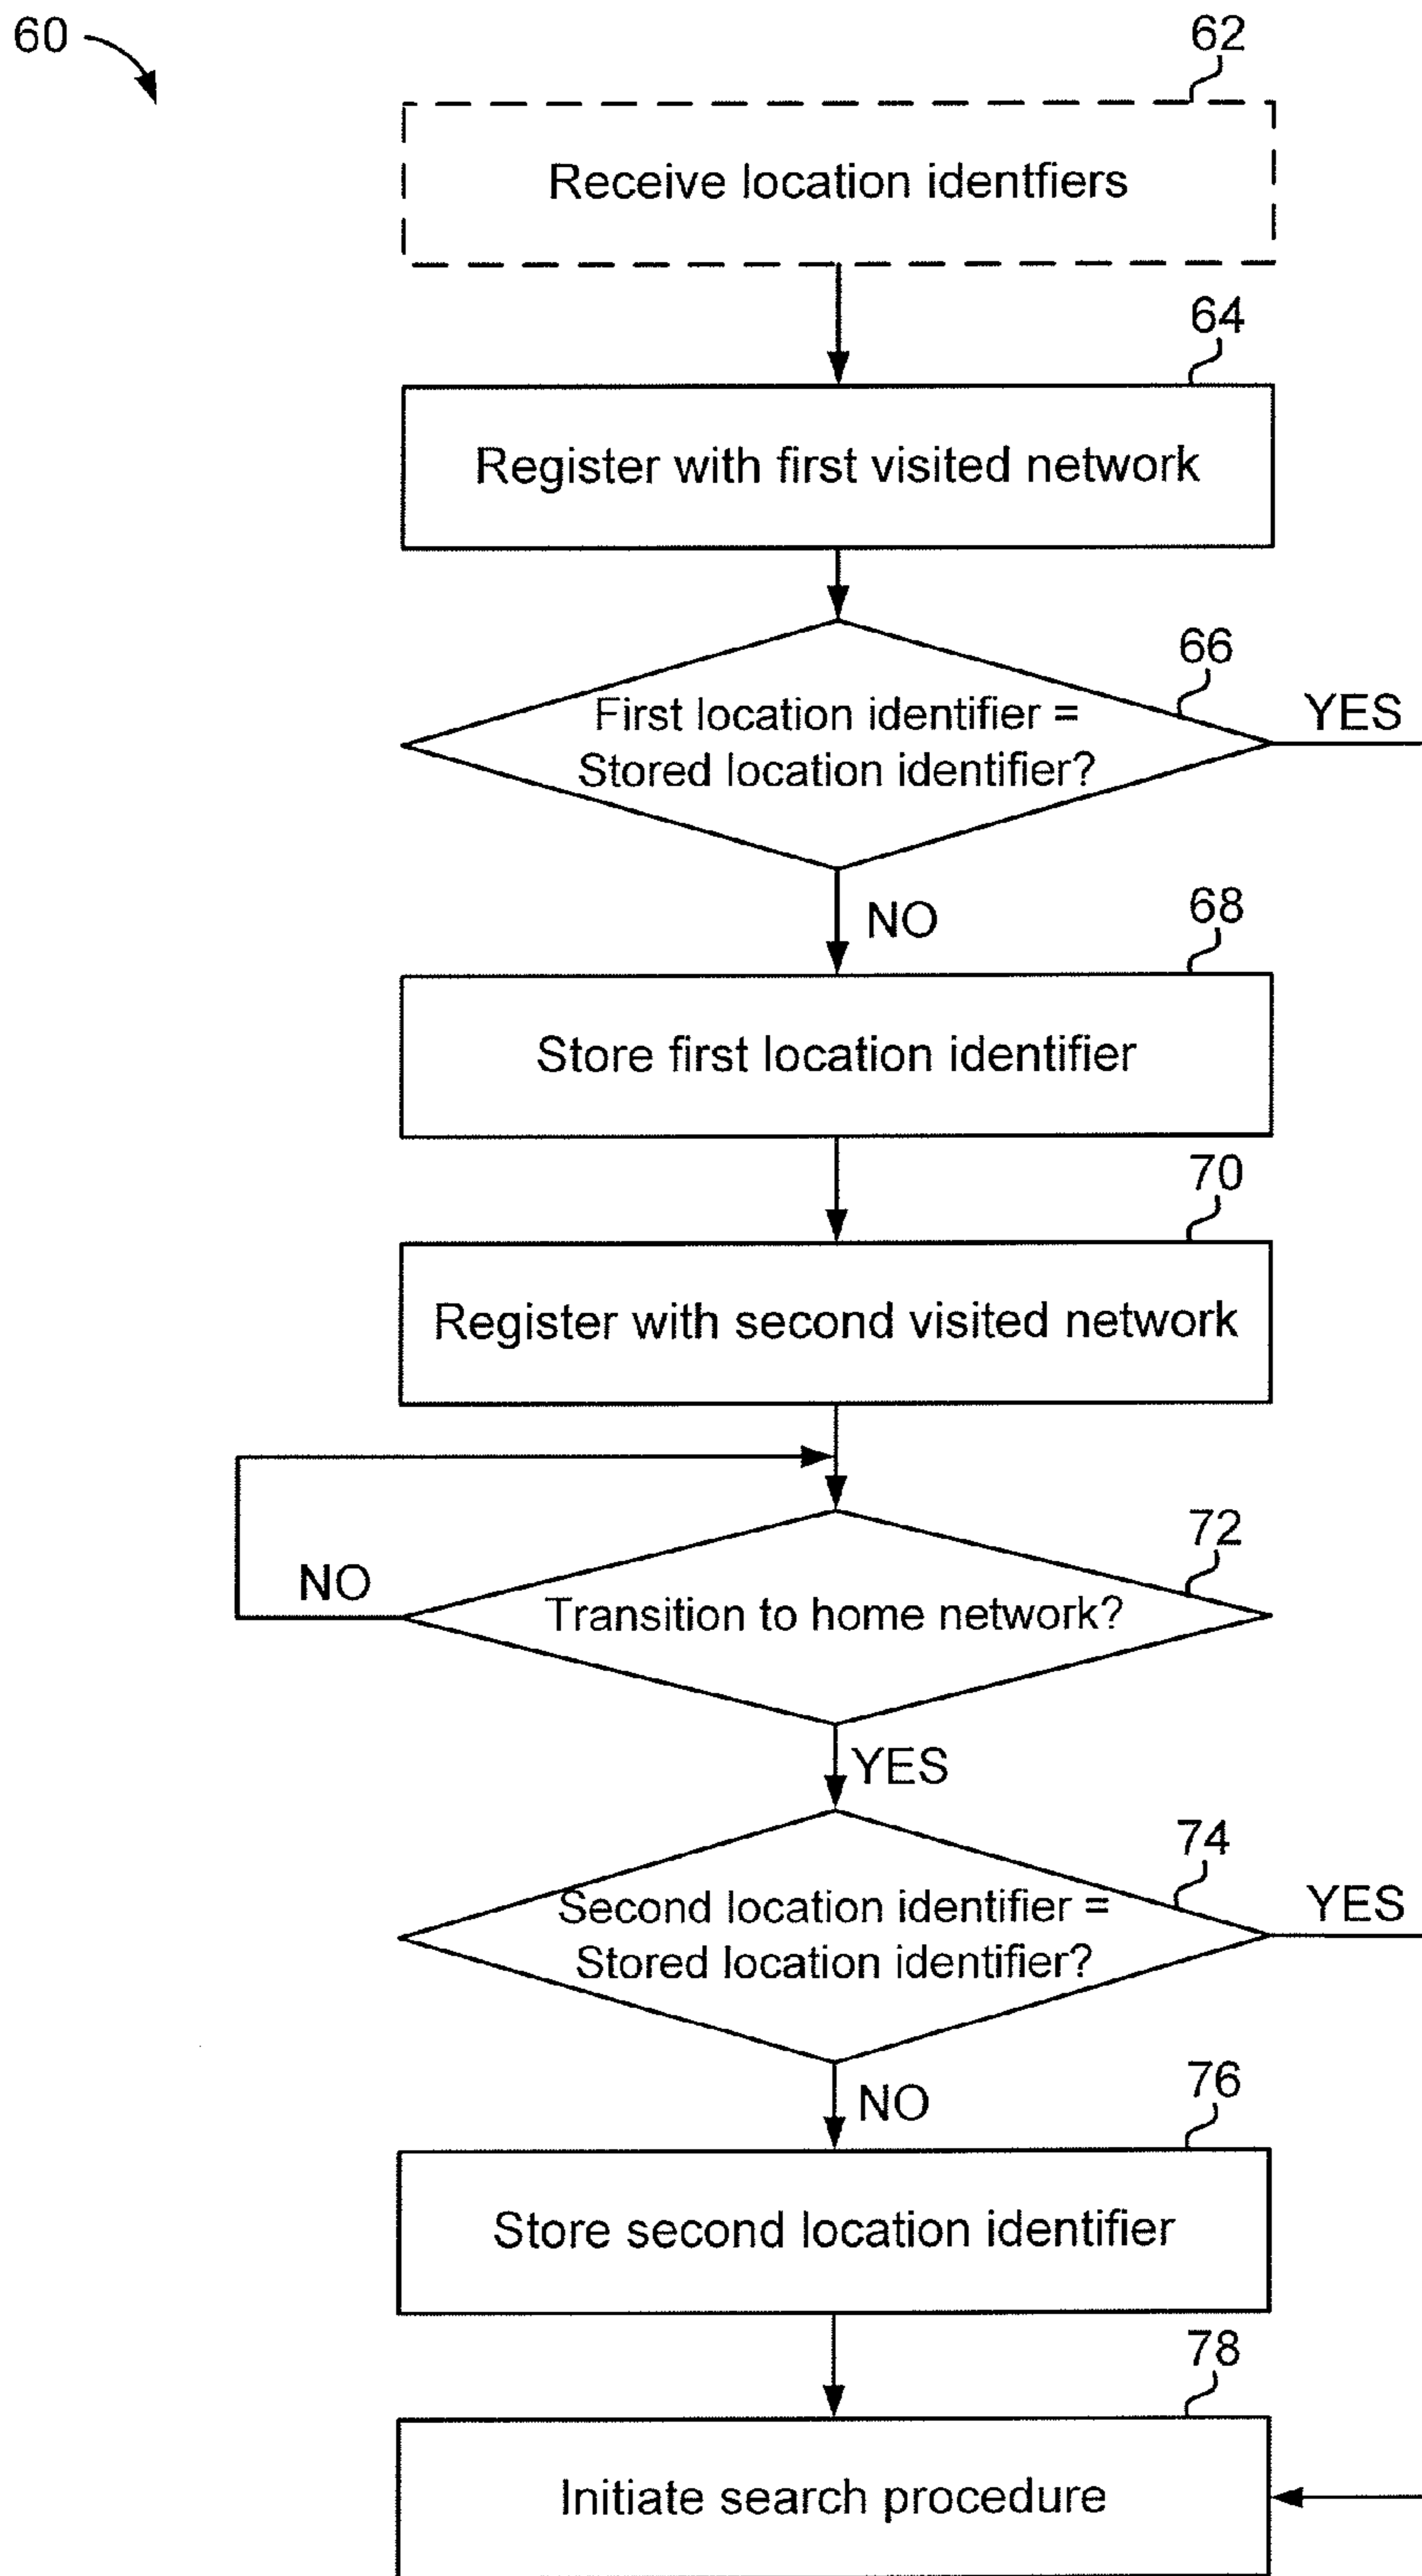 60
62
Receive location identfiers
64
Register with first visited network
66
First location identifier =
Stored location identifier?
YES
NO
68
Store first location identifier
70
Register with second visited network
72
Transition to home network?
NO
YES
74
Second location identifier =
Stored location identifier?
YES
NO
76
Store second location identifier
78
Initiate search procedure